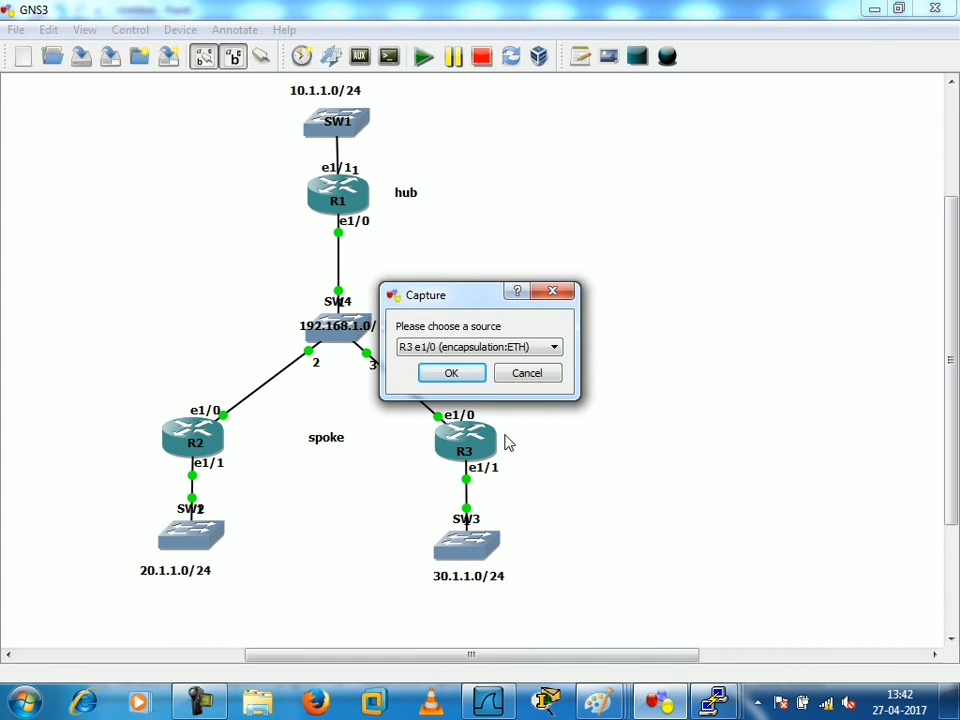 GNS3
File Edit View Control Device Annotate Help
10.1.1.0/24
SW1
e1/1
1
R1
hub
e1/0
SW4
192.168.1.0/
2
3
Capture
Please choose a source
R3 e1/0 (encapsulation:ETH)
OK Cancel
e1/0
R2
e1/1
spoke
e1/0
R3
e1/1
SW3
20.1.1.0/24
30.1.1.0/24
AUX
13:42
27-04-2017